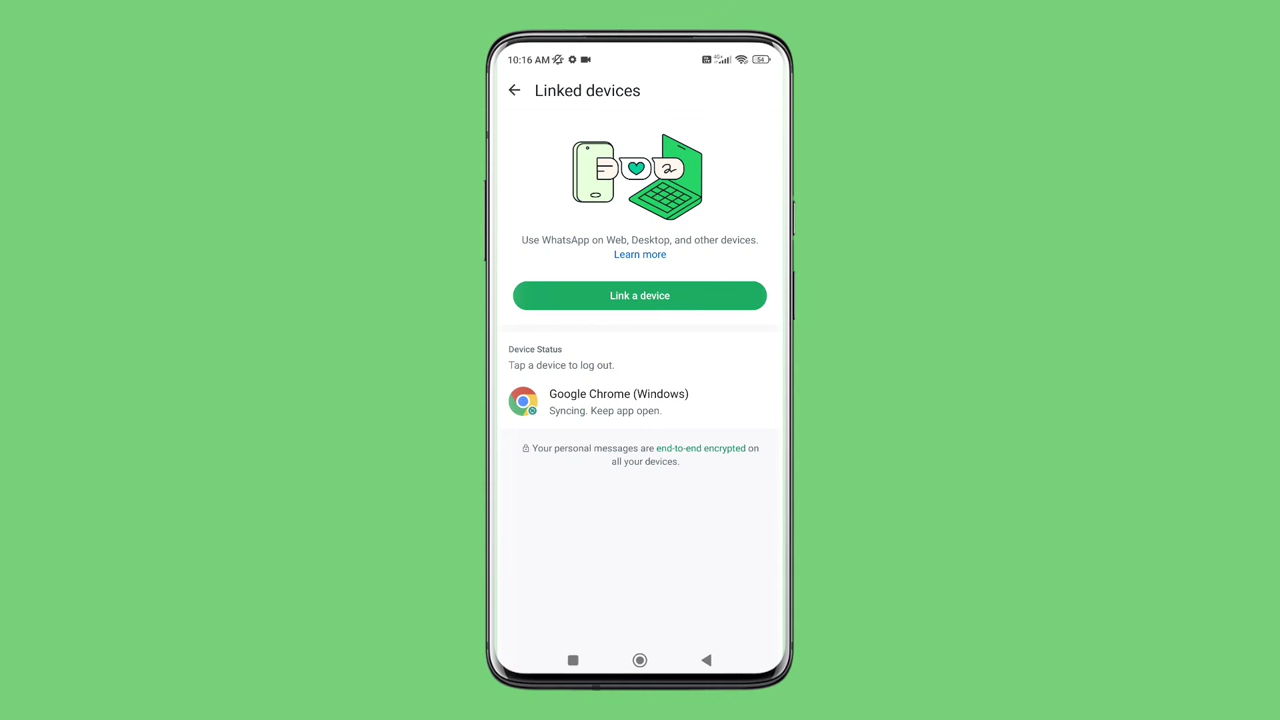 10:16 AM
54
Linked devices
Use WhatsApp on Web, Desktop, and other devices.
Learn more
Link a device
Device Status
Tap a device to log out.
Google Chrome (Windows)
Syncing. Keep app open.
Your personal messages are end-to-end encrypted on
all your devices.